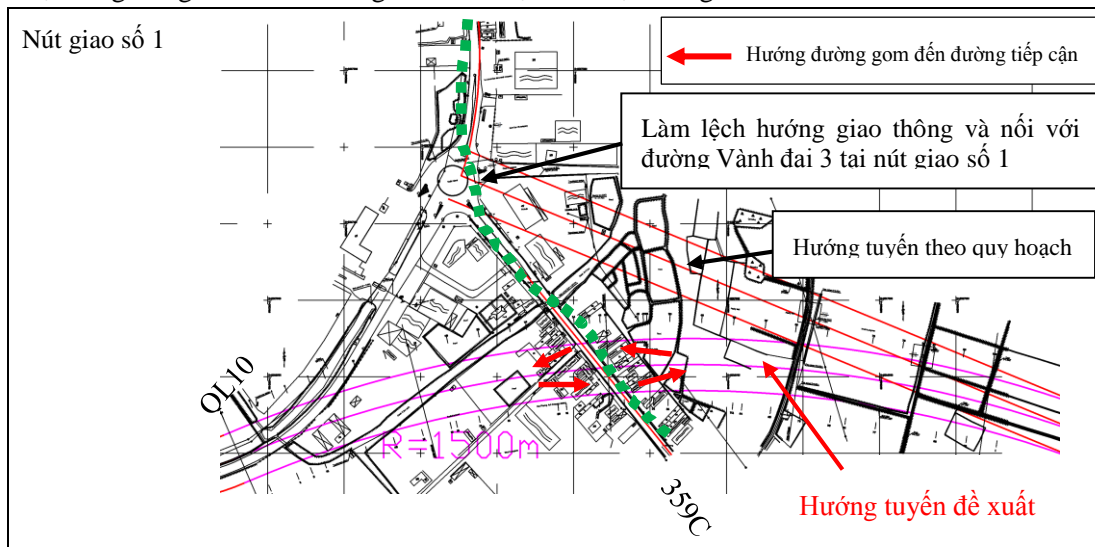 Nút giao số 1
Hướng đường gom đến đường tiếp cận
Làm lệch hướng giao thông và nối với
đường Vành đai 3 tại nút giao số 1
Hướng tuyến theo quy hoạch
QL10
R=1500m
359C
Hướng tuyến đề xuất